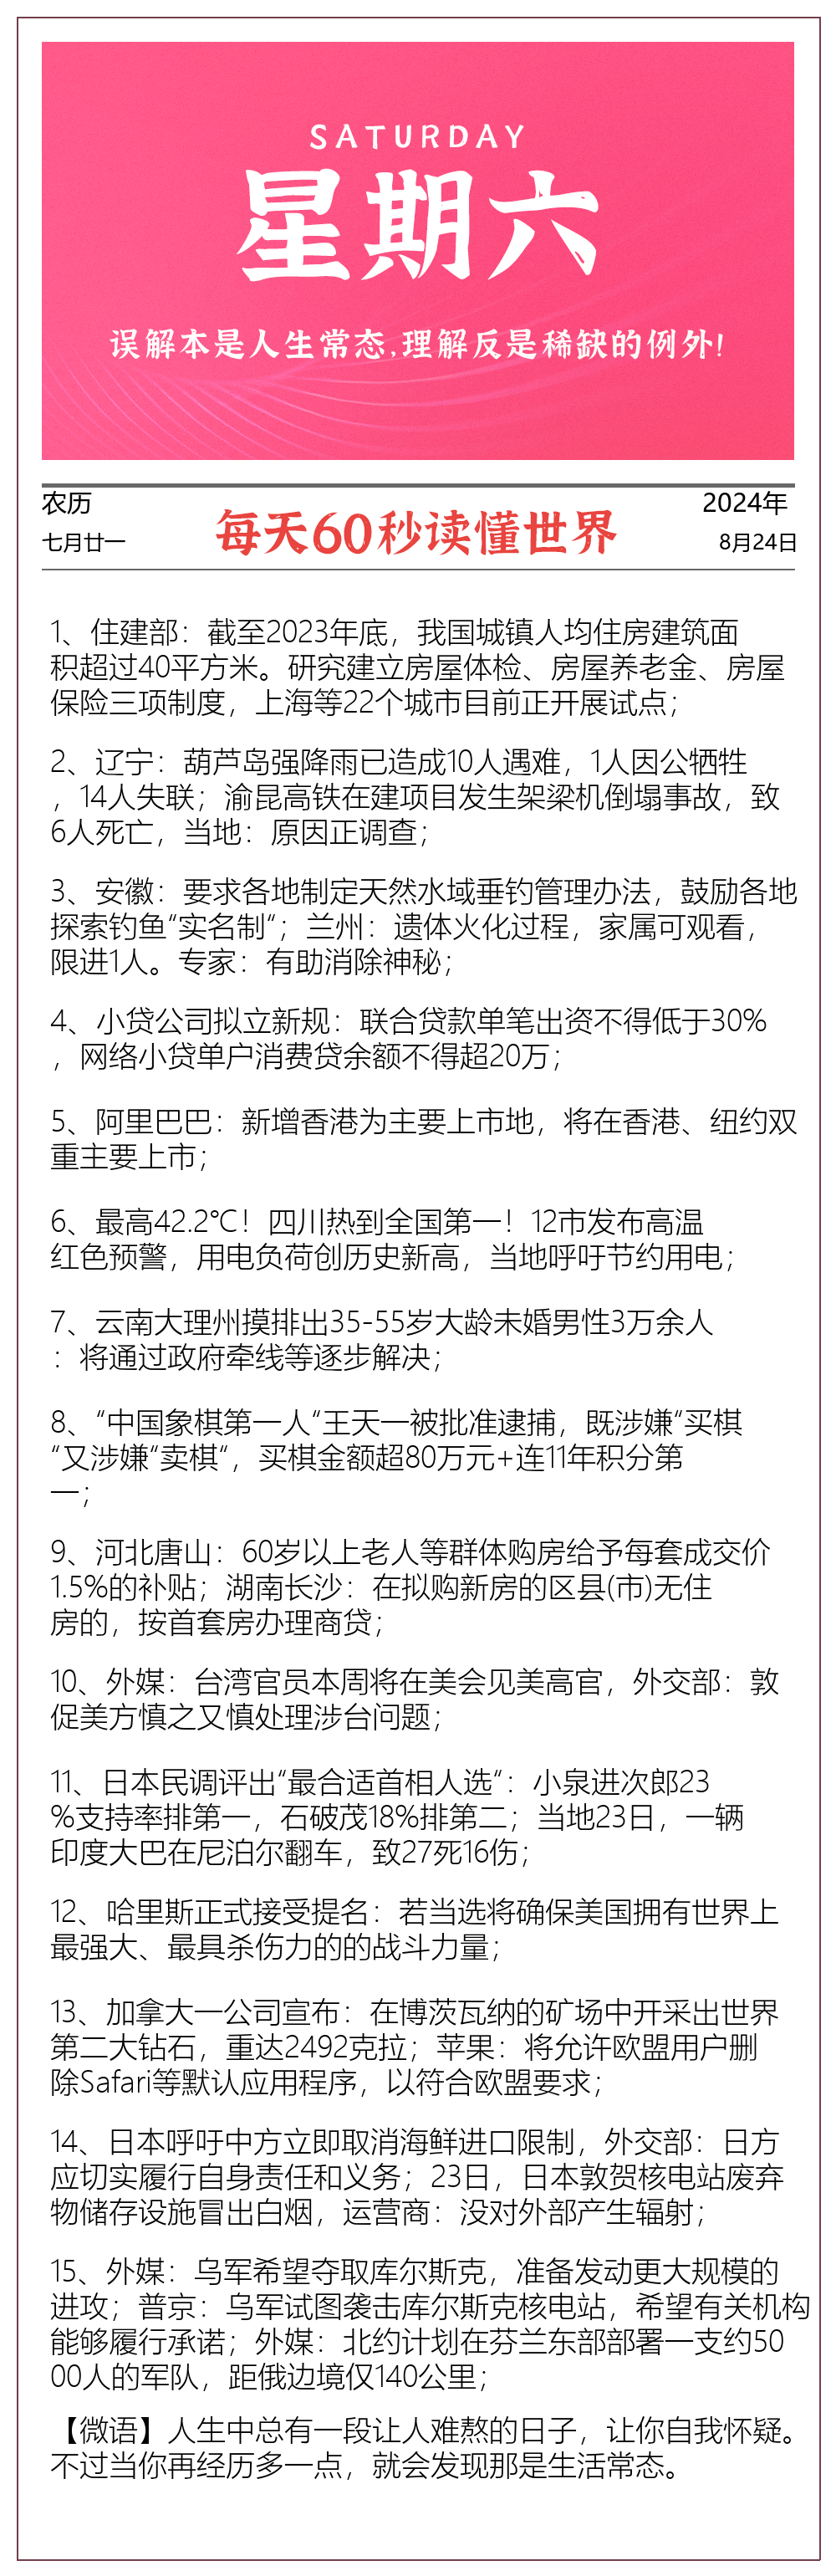 SATURDAY
星期六
误解本是人生常态,理解反是稀缺的例外!
农历
七月廿一
每天60秒读懂世界
2024年
8月24日
1、住建部：截至2023年底，我国城镇人均住房建筑面
积超过40平方米。研究建立房屋体检、房屋养老金、房屋
保险三项制度，上海等22个城市目前正开展试点；
2、辽宁：葫芦岛强降雨已造成10人遇难，1人因公牺牲
，14人失联；渝昆高铁在建项目发生架梁机倒塌事故，致
6人死亡，当地：原因正调查；
3、安徽：要求各地制定天然水域垂钓管理办法，鼓励各地
探索钓鱼“实名制“；兰州：遗体火化过程，家属可观看，
限进1人。专家：有助消除神秘；
4、小贷公司拟立新规：联合贷款单笔出资不得低于30%
，网络小贷单户消费贷余额不得超20万；
5、阿里巴巴：新增香港为主要上市地，将在香港、纽约双
重主要上市；
6、最高42.2℃！四川热到全国第一！12市发布高温
红色预警，用电负荷创历史新高，当地呼吁节约用电；
7、云南大理州摸排出35-55岁大龄未婚男性3万余人
：将通过政府牵线等逐步解决；
8、“中国象棋第一人“王天一被批准逮捕，既涉嫌“买棋
“又涉嫌“卖棋“，买棋金额超80万元+连11年积分第
一；
9、河北唐山：60岁以上老人等群体购房给予每套成交价
1.5%的补贴；湖南长沙：在拟购新房的区县(市)无住
房的，按首套房办理商贷；
10、外媒：台湾官员本周将在美会见美高官，外交部：敦
促美方慎之又慎处理涉台问题；
11、日本民调评出“最合适首相人选“：小泉进次郎23
%支持率排第一，石破茂18%排第二；当地23日，一辆
印度大巴在尼泊尔翻车，致27死16伤；
12、哈里斯正式接受提名：若当选将确保美国拥有世界上
最强大、最具杀伤力的的战斗力量；
13、加拿大一公司宣布：在博茨瓦纳的矿场中开采出世界
第二大钻石，重达2492克拉；苹果：将允许欧盟用户删
除Safari等默认应用程序，以符合欧盟要求；
14、日本呼吁中方立即取消海鲜进口限制，外交部：日方
应切实履行自身责任和义务；23日，日本敦贺核电站废弃
物储存设施冒出白烟，运营商：没对外部产生辐射；
15、外媒：乌军希望夺取库尔斯克，准备发动更大规模的
进攻；普京：乌军试图袭击库尔斯克核电站，希望有关机构
能够履行承诺；外媒：北约计划在芬兰东部部署一支约50
00人的军队，距俄边境仅140公里；
【微语】人生中总有一段让人难熬的日子，让你自我怀疑。
不过当你再经历多一点，就会发现那是生活常态。